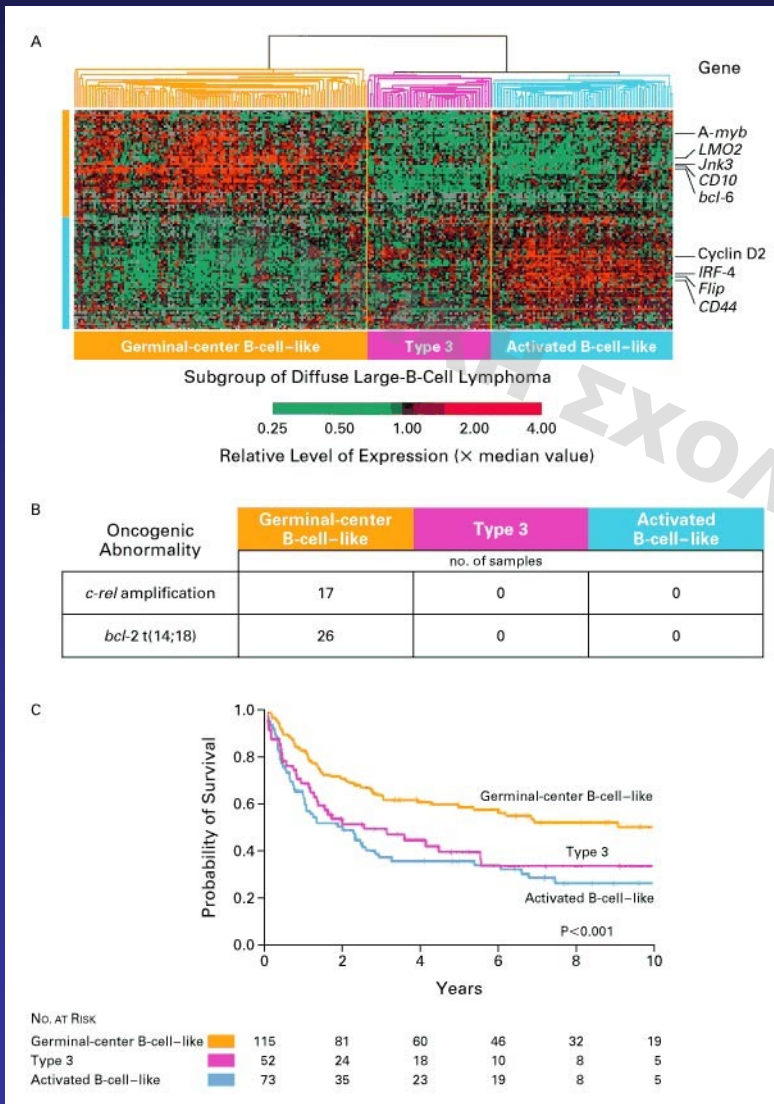 A
Gene
A-myb
LMO2
Jnk3
CD10
bcl-6
Cyclin D2
IRF-4
Flip
CD44
Germinal-center B-cell–like Type 3 Activated B-cell–like
Subgroup of Diffuse Large-B-Cell Lymphoma
0.25 0.50 1.00 2.00 4.00
Relative Level of Expression (× median value)
Η ΣΧΟΛ
B
Oncogenic
Abnormality
Germinal-center
B-cell–like
Type 3
Activated
B-cell–like
no. of samples
c-rel amplification 17 0 0
bcl-2 t(14;18) 26 0 0
C
Probability of Survival
1.0
0.8
0.6
0.4
0.2
0.0
Germinal-center B-cell–like
Type 3
Activated B-cell–like
P<0.001
0 2 4 6 8 10
Years
No. at Risk
Germinal-center B-cell–like 115 81 60 46 32 19
Type 3 52 24 18 10 8 5
Activated B-cell–like 73 35 23 19 8 5